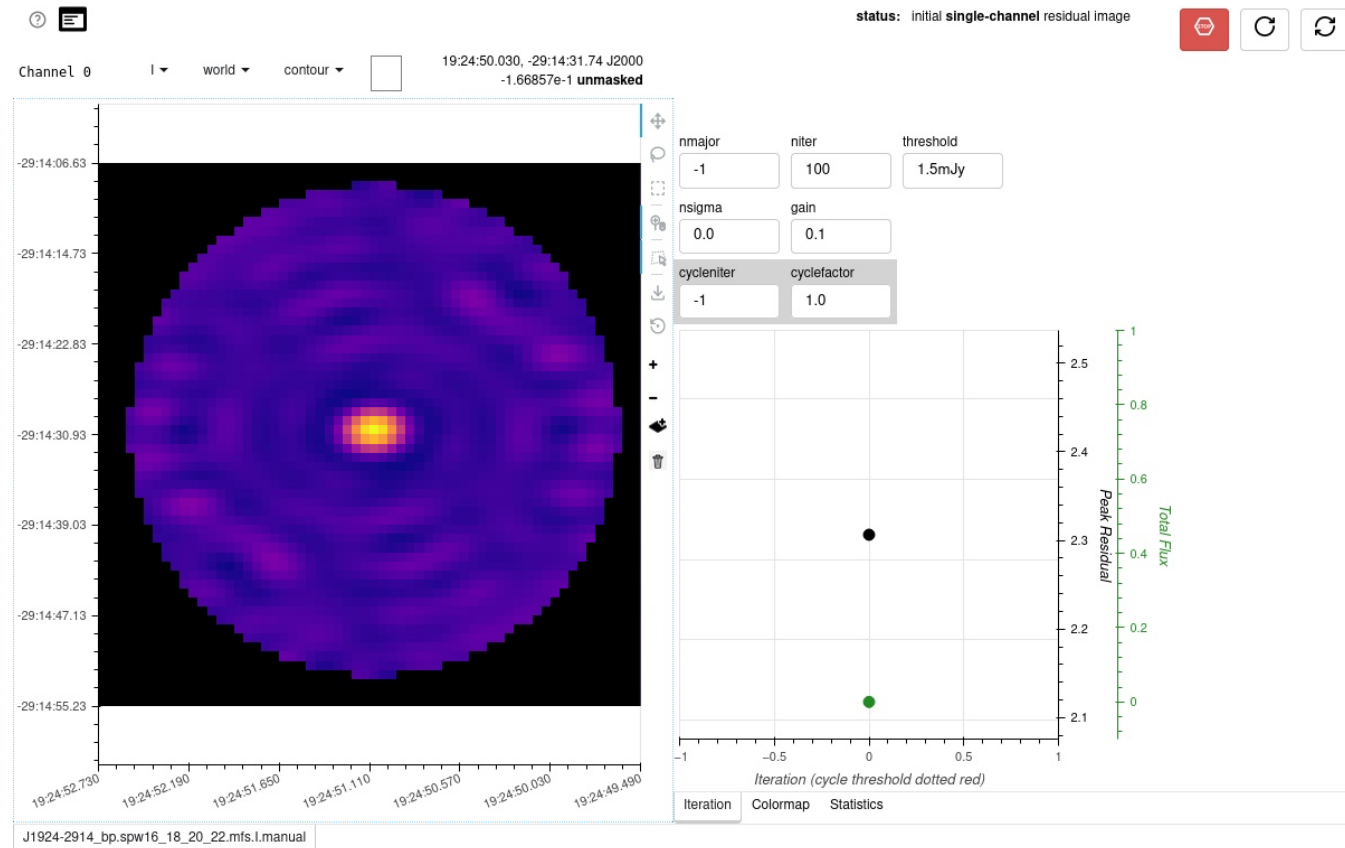 status: initial single-channel residual image
STOP
Channel 0
I
world
contour
19:24:50.030, -29:14:31.74 J2000
-1.66857e-1 unmasked
-29:14:06.63
-29:14:14.73
-29:14:22.83
-29:14:30.93
-29:14:39.03
-29:14:47.13
-29:14:55.23
19:24:52.730
19:24:52.190
19:24:51.650
19:24:51.110
19:24:50.570
19:24:50.030
19:24:49.490
+
−
nmajor niter threshold
-1 100 1.5mJy
nsigma gain
0.0 0.1
cycleniter cyclefactor
-1 1.0
2.5
2.4
2.3
2.2
2.1
Peak Residual
1
0.8
0.6
0.4
0.2
0
Total Flux
−1 −0.5 0 0.5 1
Iteration (cycle threshold dotted red)
Iteration Colormap Statistics
J1924-2914_bp.spw16_18_20_22.mfs.I.manual